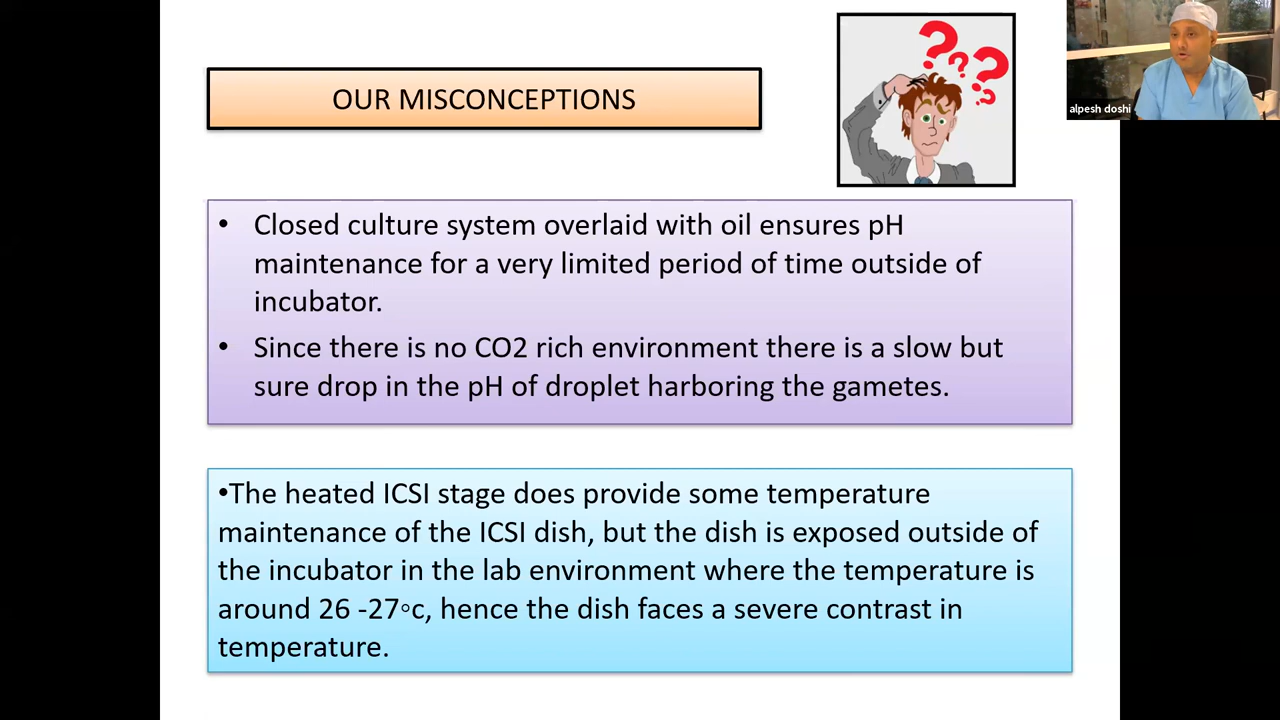 OUR MISCONCEPTIONS
? ? ? ?
alpesh doshi
• Closed culture system overlaid with oil ensures pH
maintenance for a very limited period of time outside of
incubator.
• Since there is no CO2 rich environment there is a slow but
sure drop in the pH of droplet harboring the gametes.
•The heated ICSI stage does provide some temperature
maintenance of the ICSI dish, but the dish is exposed outside of
the incubator in the lab environment where the temperature is
around 26 -27◦c, hence the dish faces a severe contrast in
temperature.